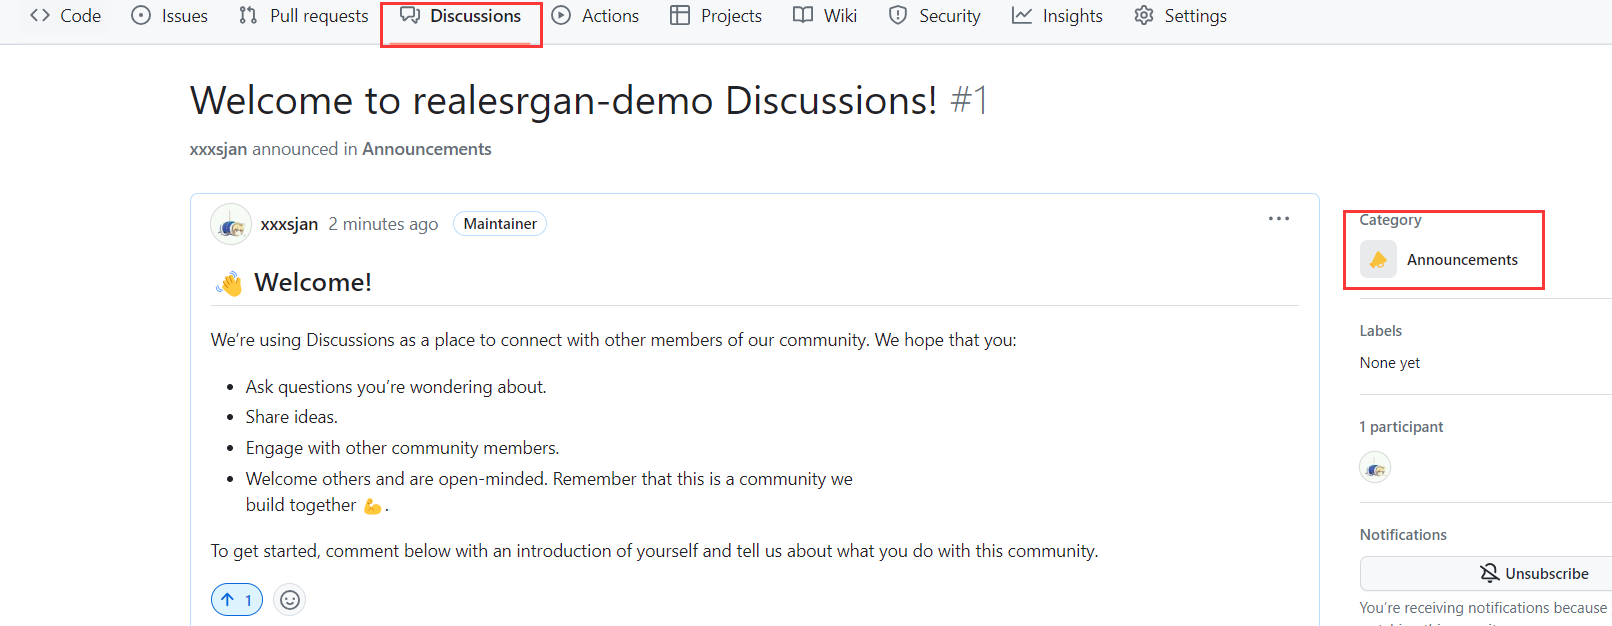 Code Issues Pull requests Discussions Actions Projects Wiki Security Insights Settings
Welcome to realesrgan-demo Discussions! #1
xxxsjan announced in Announcements
xxxsjan 2 minutes ago Maintainer
Welcome!
We’re using Discussions as a place to connect with other members of our community. We hope that you:
Ask questions you’re wondering about.
Share ideas.
Engage with other community members.
Welcome others and are open-minded. Remember that this is a community we
build together 💪.
To get started, comment below with an introduction of yourself and tell us about what you do with this community.
1
Category
Announcements
Labels
None yet
1 participant
Notifications
Unsubscribe
You’re receiving notifications because